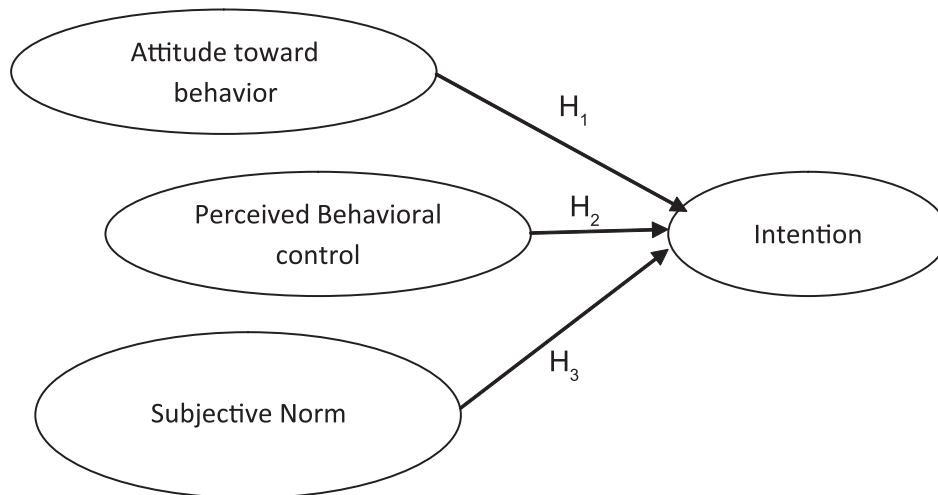 Attitude toward
behavior
H₁
Perceived Behavioral
control
H₂
Intention
H₃
Subjective Norm